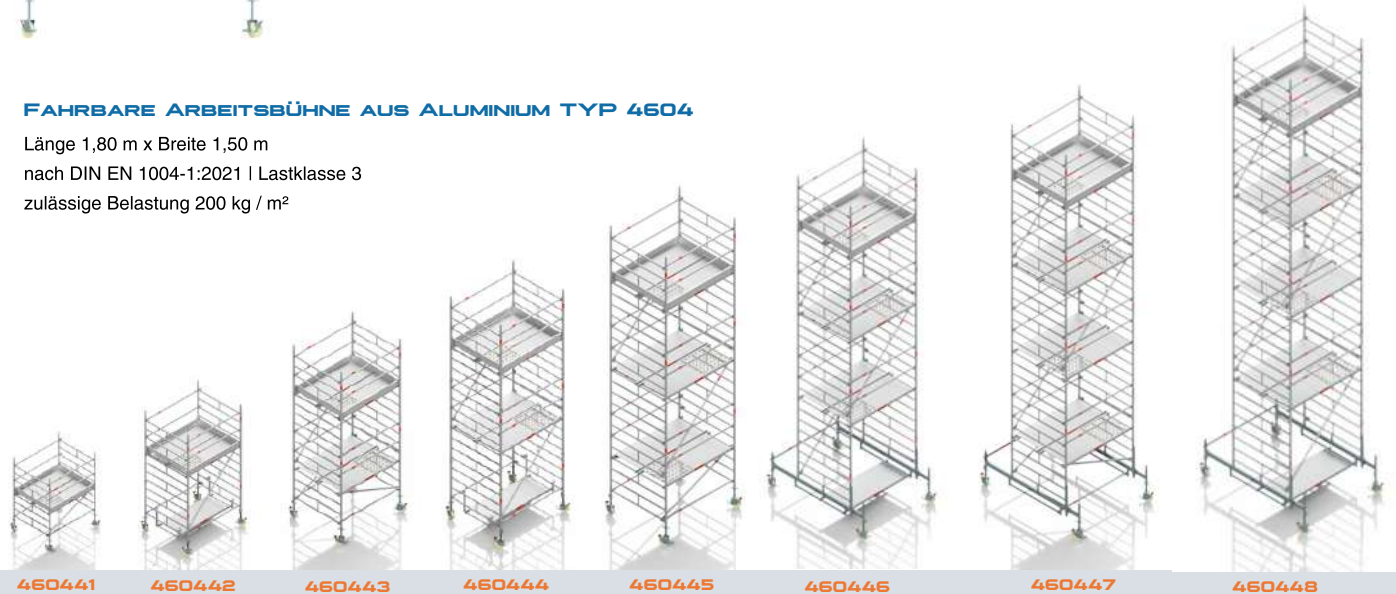 Fahrbare Arbeitsbühne aus Aluminium TYP 4604
Länge 1,80 m x Breite 1,50 m
nach DIN EN 1004-1:2021 | Lastklasse 3
zulässige Belastung 200 kg / m²
460441 460442 460443 460444 460445 460446 460447 460448